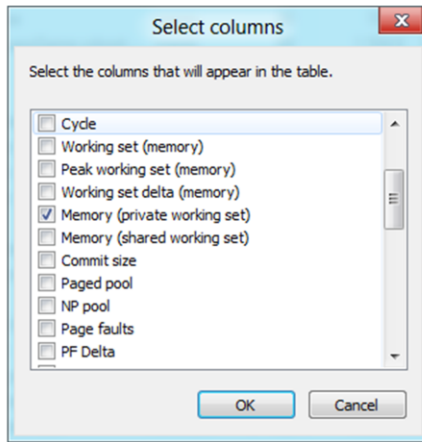 Select columns
Select the columns that will appear in the table.
Cycle
Working set (memory)
Peak working set (memory)
Working set delta (memory)
Memory (private working set)
Memory (shared working set)
Commit size
Paged pool
NP pool
Page faults
PF Delta
OK Cancel